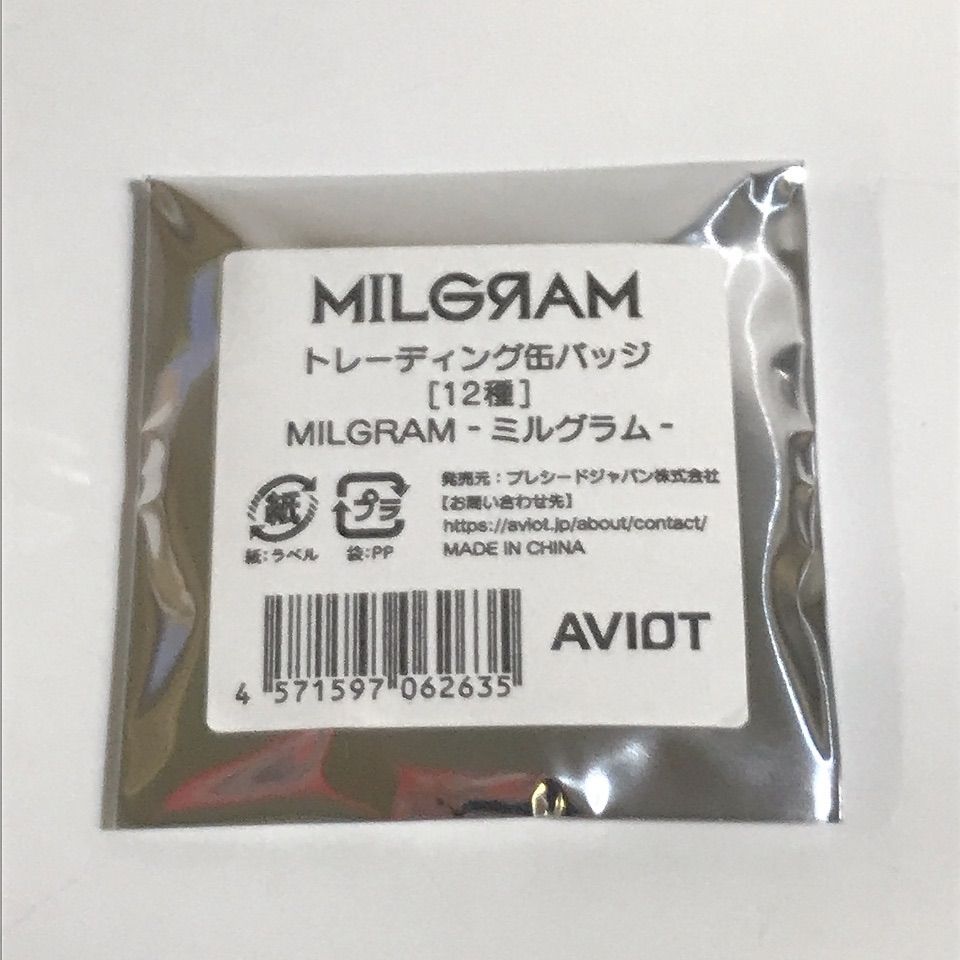 MILGRAM
トレーディング缶バッジ
[12種]
MILGRAM - ミルグラム -
紙
紙:ラベル
プラ
袋:PP
発売元:プレシードジャパン株式会社
[お問い合わせ先]
https://aviot.jp/about/contact/
MADE IN CHINA
AVIOT
4 571597 062635